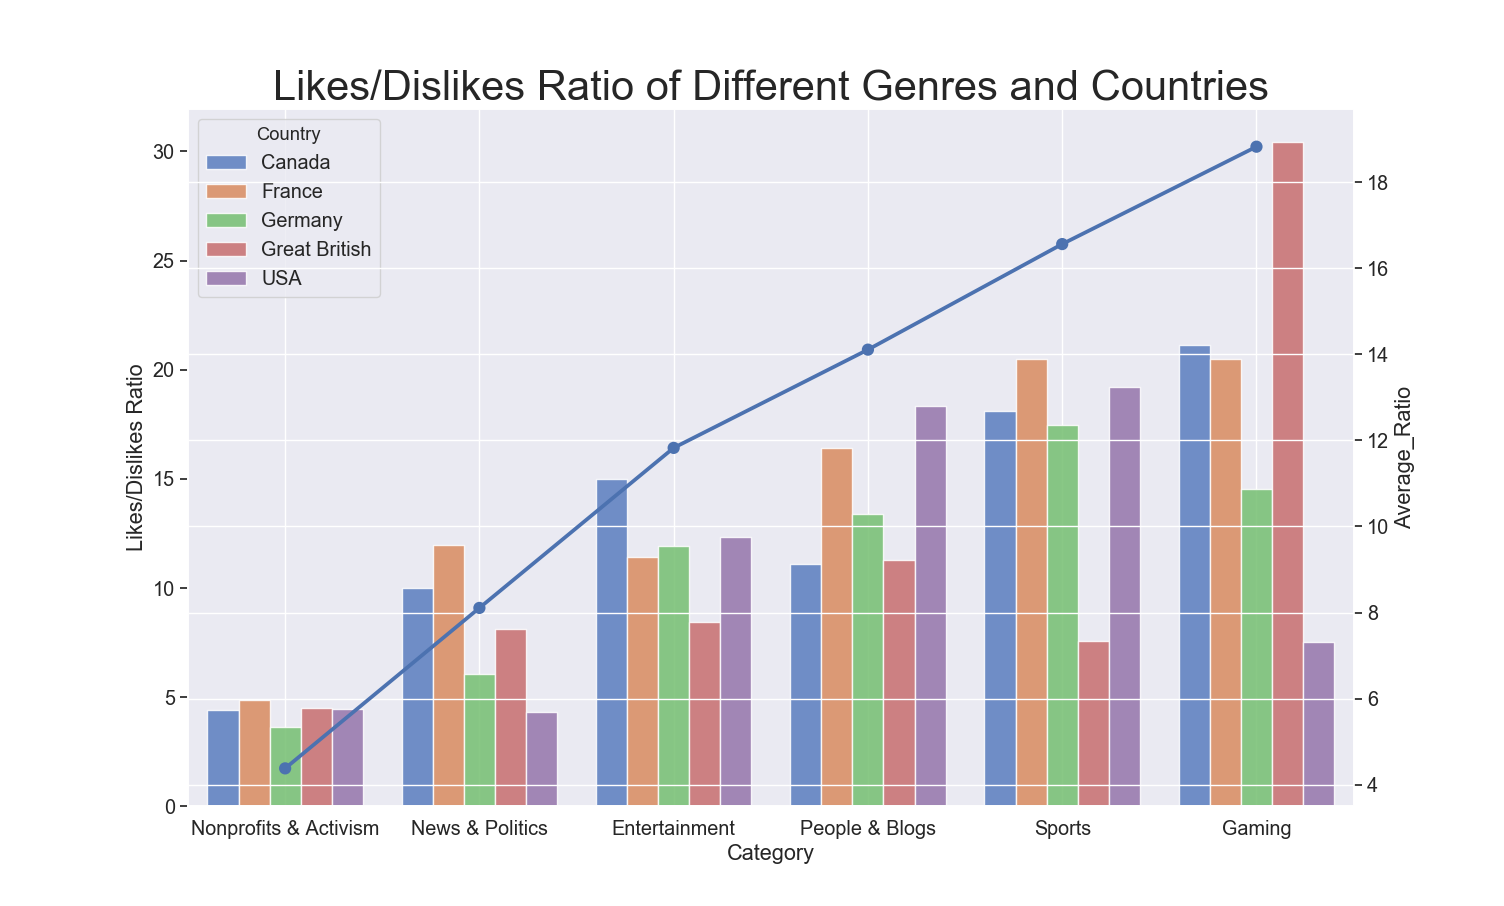 Likes/Dislikes Ratio of Different Genres and Countries
Country
Canada
France
Germany
Great British
USA
Likes/Dislikes Ratio
30
25
20
15
10
5
0
18
16
14
12
10
8
6
4
Average_Ratio
Nonprofits & Activism
News & Politics
Entertainment
People & Blogs
Sports
Gaming
Category